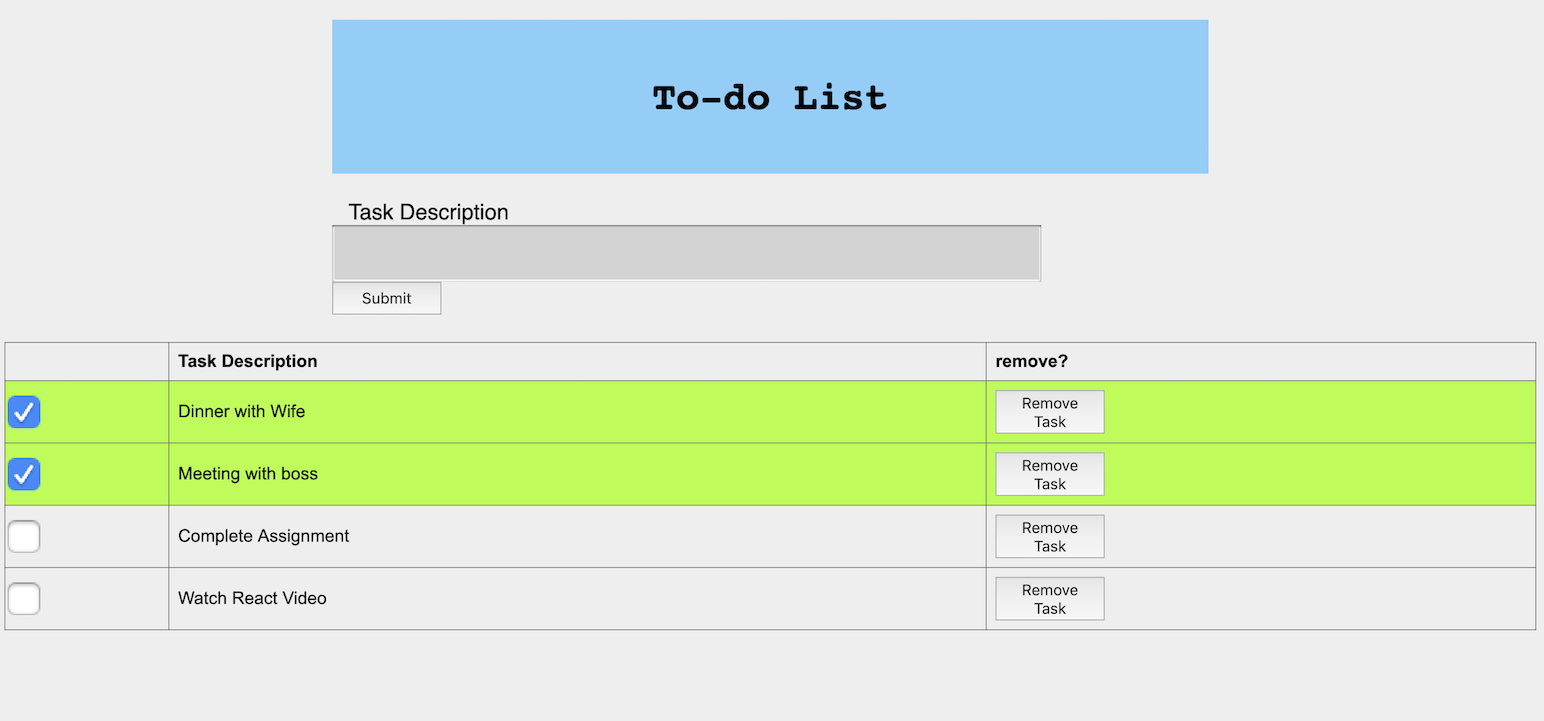 To-do List
Task Description
Submit
Task Description remove?
Dinner with Wife
Remove
Task
Meeting with boss
Remove
Task
Complete Assignment
Remove
Task
Watch React Video
Remove
Task